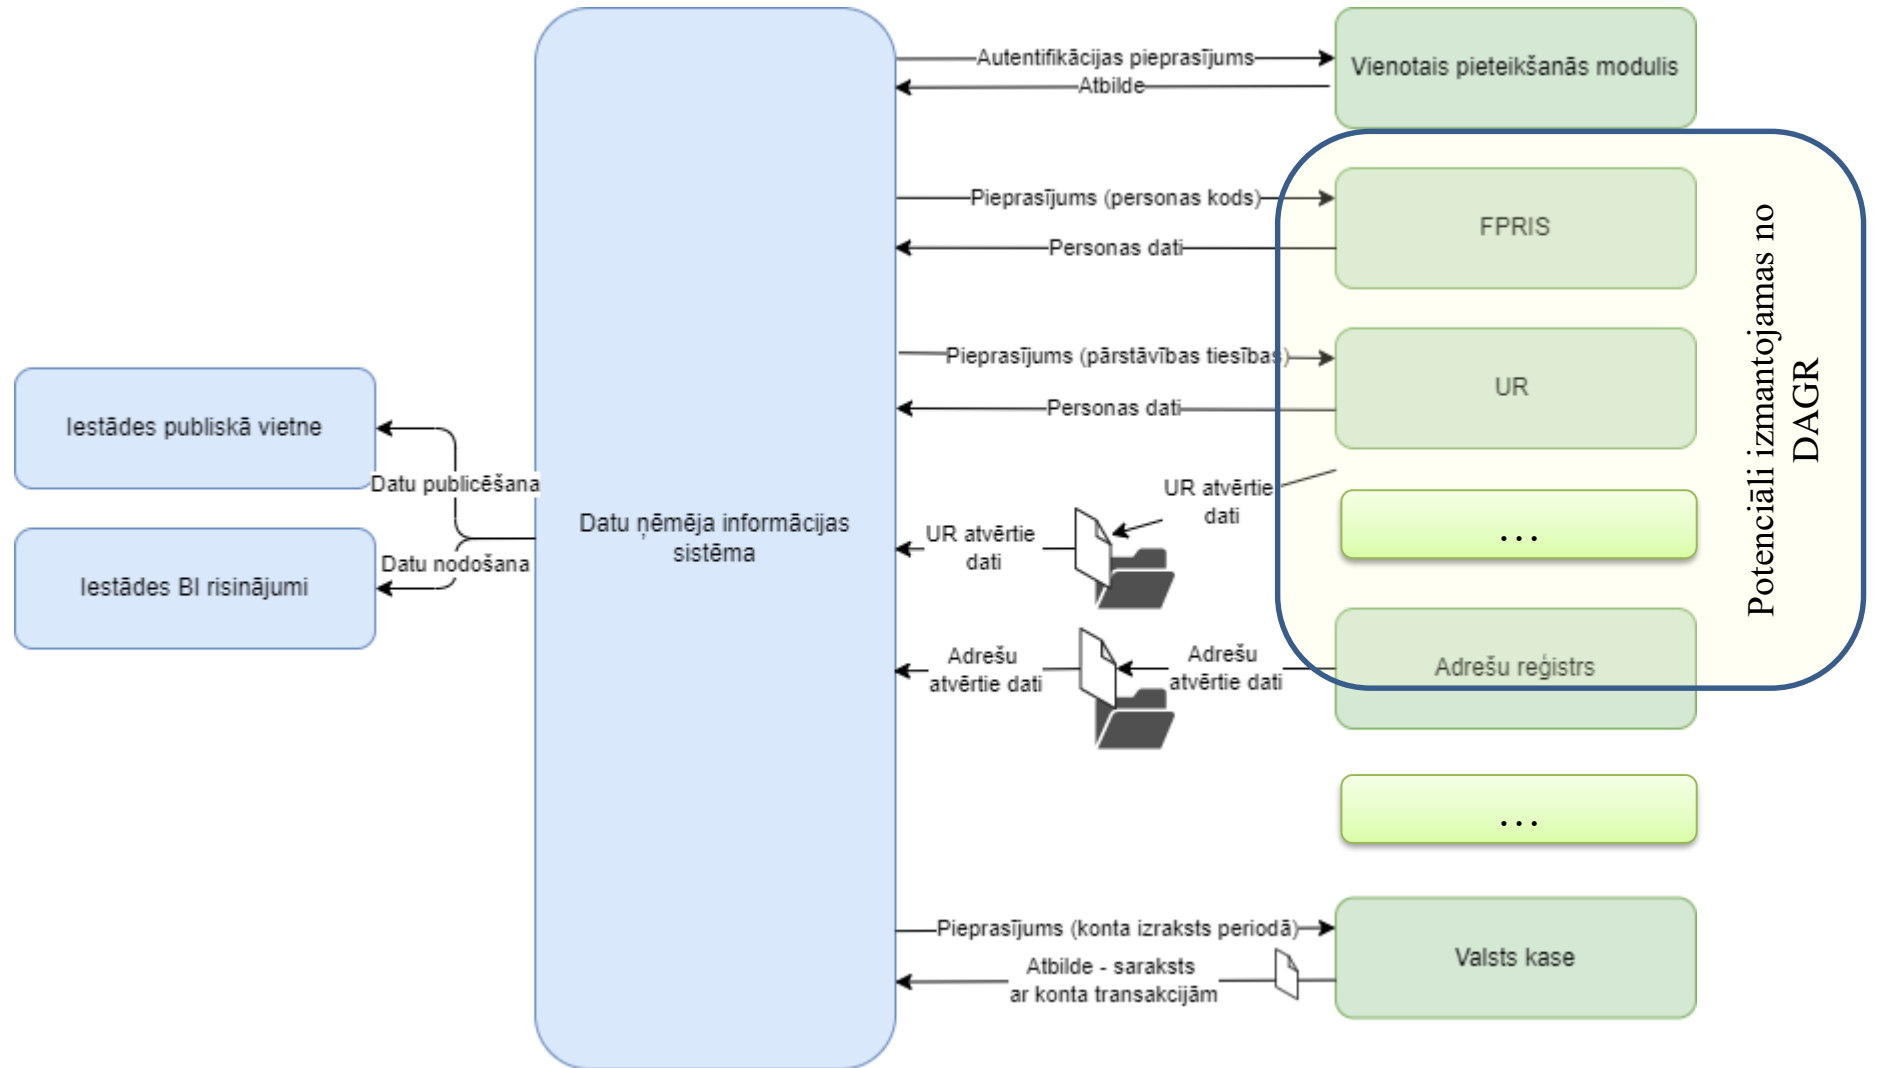 Autentifikācijas pieprasījums
Atbilde
Vienotais pieteikšanās modulis
Pieprasījums (personas kods)
Personas dati
FPRIS
Pieprasījums (pārstāvības tiesības)
Personas dati
UR
Potenciāli izmantojamas no
DAGR
Iestādes publiskā vietne
Datu publicēšana
Iestādes BI risinājumi
Datu nodošana
Datu ņēmēja informācijas
sistēma
UR atvērtie
dati
UR atvērtie
dati
...
Adrešu
atvērtie dati
Adrešu
atvērtie dati
Adrešu reģistrs
...
Pieprasījums (konta izraksts periodā)
Atbilde - saraksts
ar konta transakcijām
Valsts kase